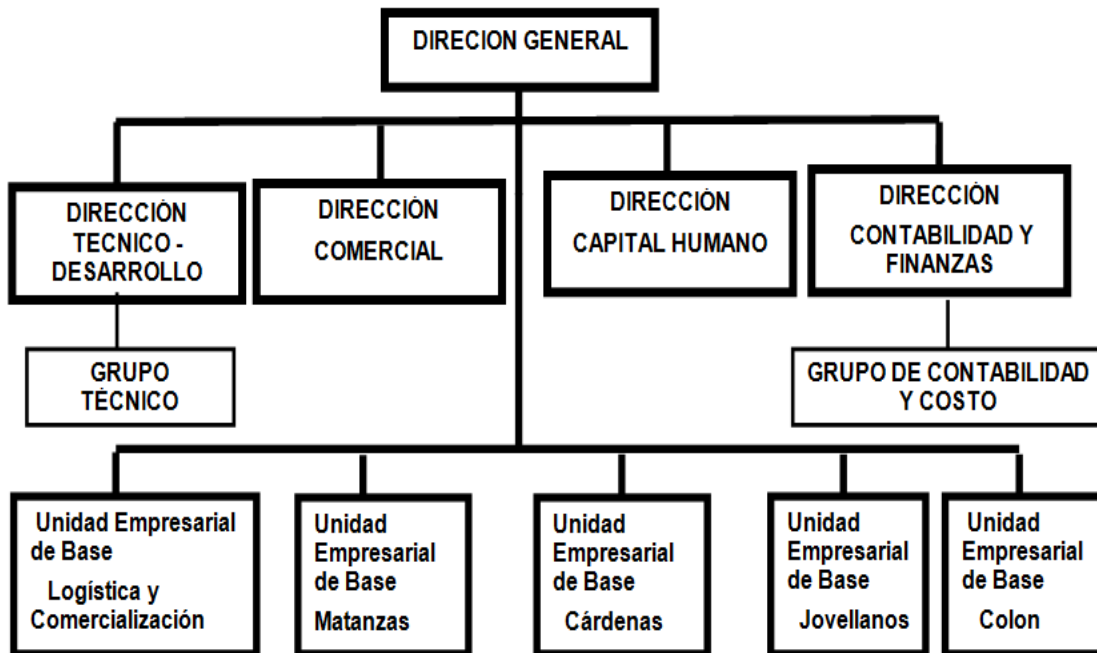 DIRECION GENERAL
DIRECCIÓN
TECNICO -
DESARROLLO
DIRECCIÓN
COMERCIAL
DIRECCIÓN
CAPITAL HUMANO
DIRECCIÓN
CONTABILIDAD Y
FINANZAS
GRUPO
TÉCNICO
GRUPO DE CONTABILIDAD
Y COSTO
Unidad Empresarial
de Base
Logística y
Comercialización
Unidad
Empresarial
de Base
Matanzas
Unidad
Empresarial
de Base
Cárdenas
Unidad
Empresarial
de Base
Jovellanos
Unidad
Empresarial
de Base
Colon